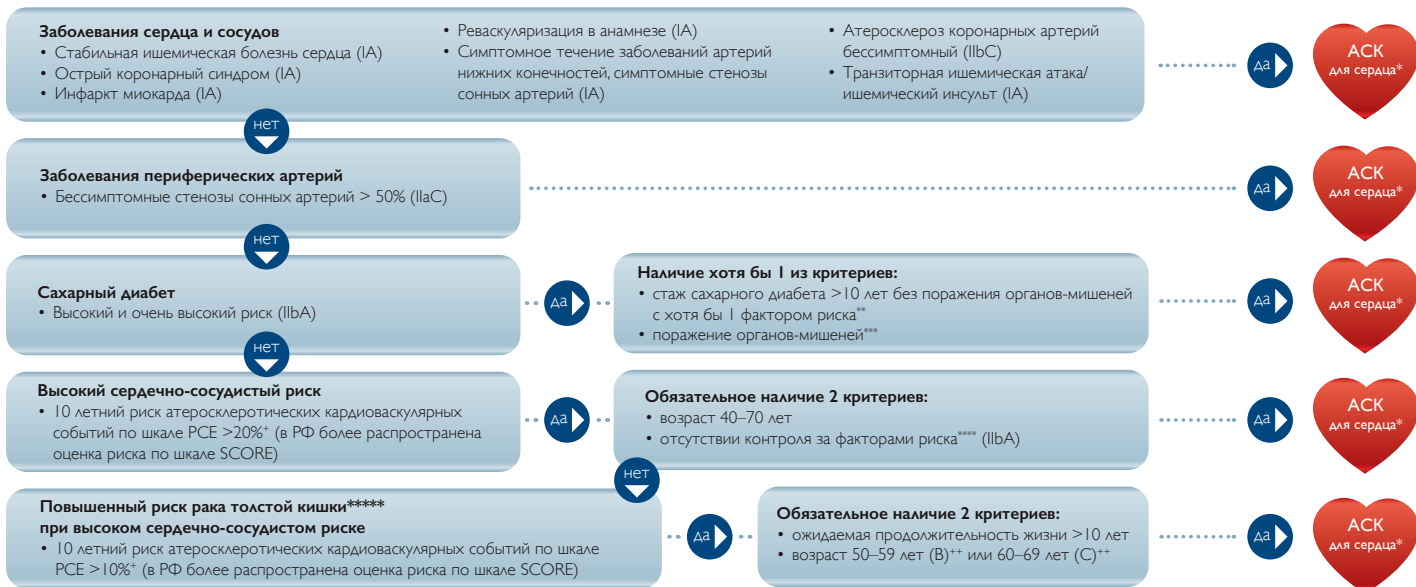 Заболевания сердца и сосудов
• Стабильная ишемическая болезнь сердца (IA)
• Острый коронарный синдром (IA)
• Инфаркт миокарда (IA)
• Реваскуляризация в анамнезе (IA)
• Симптомное течение заболеваний артерий
нижних конечностей, симптомные стенозы
сонных артерий (IA)
• Атеросклероз коронарных артерий
бессимптомный (IIbC)
• Транзиторная ишемическая атака/
ишемический инсульт (IA)
да
АСК
для сердца*
нет
Заболевания периферических артерий
• Бессимптомные стенозы сонных артерий > 50% (IIaC)
да
АСК
для сердца*
нет
Сахарный диабет
• Высокий и очень высокий риск (IIbA)
да
Наличие хотя бы 1 из критериев:
• стаж сахарного диабета >10 лет без поражения органов-мишеней
с хотя бы 1 фактором риска**
• поражение органов-мишеней***
да
АСК
для сердца*
нет
Высокий сердечно-сосудистый риск
• 10 летний риск атеросклеротических кардиоваскулярных
событий по шкале PCE >20%+ (в РФ более распространена
оценка риска по шкале SCORE)
да
Обязательное наличие 2 критериев:
• возраст 40–70 лет
• отсутствии контроля за факторами риска**** (IIbA)
да
АСК
для сердца*
нет
Повышенный риск рака толстой кишки*****
при высоком сердечно-сосудистом риске
• 10 летний риск атеросклеротических кардиоваскулярных событий по шкале
PCE >10%+ (в РФ более распространена оценка риска по шкале SCORE)
да
Обязательное наличие 2 критериев:
• ожидаемая продолжительность жизни >10 лет
• возраст 50–59 лет (B)++ или 60–69 лет (C)++
да
АСК
для сердца*